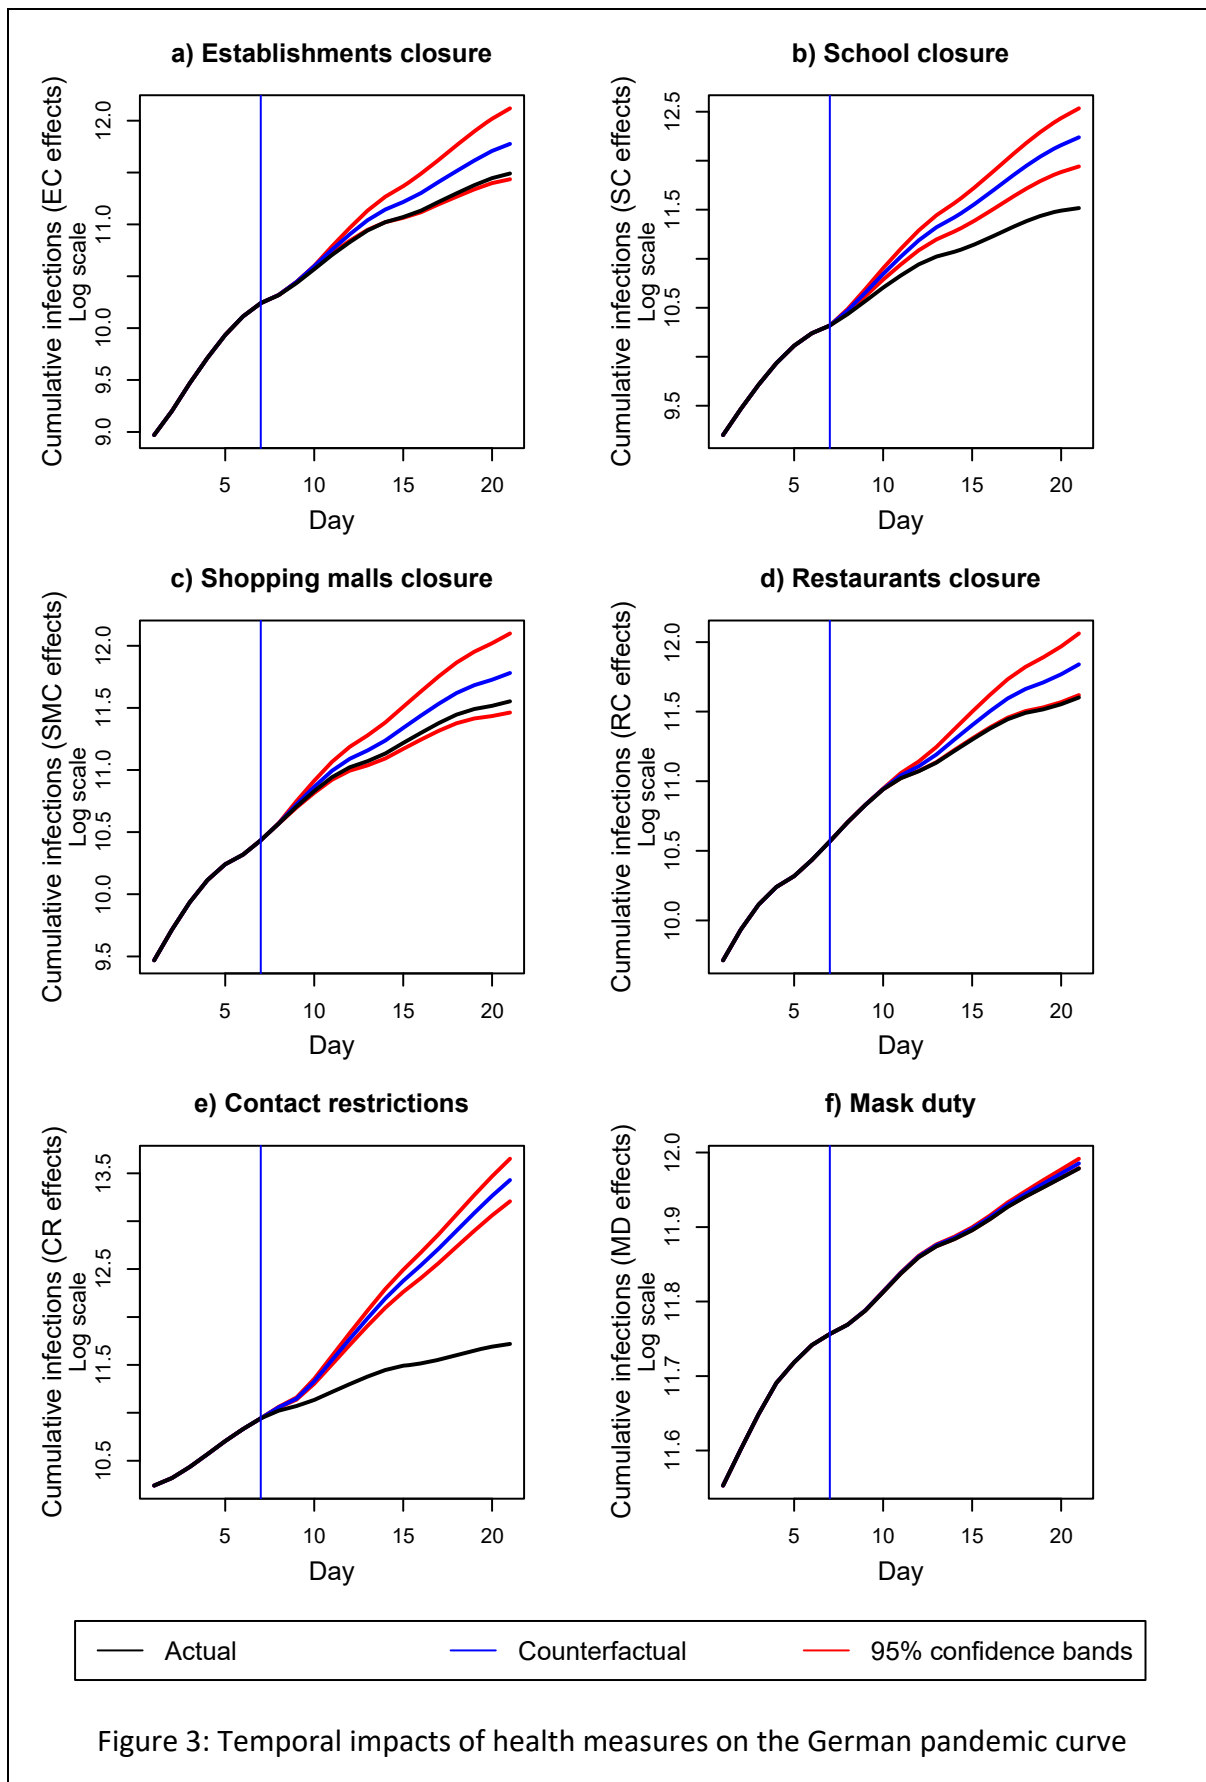 a) Establishments closure
Cumulative infections (EC effects)
Log scale
12.0
11.0
10.0
9.5
9.0
5 10 15 20
Day
b) School closure
Cumulative infections (SC effects)
Log scale
12.5
11.5
10.5
9.5
5 10 15 20
Day
c) Shopping malls closure
Cumulative infections (SMC effects)
Log scale
12.0
11.5
11.0
10.5
10.0
9.5
5 10 15 20
Day
d) Restaurants closure
Cumulative infections (RC effects)
Log scale
12.0
11.5
11.0
10.5
10.0
5 10 15 20
Day
e) Contact restrictions
Cumulative infections (CR effects)
Log scale
13.5
12.5
11.5
10.5
5 10 15 20
Day
f) Mask duty
Cumulative infections (MD effects)
Log scale
12.0
11.9
11.8
11.7
11.6
5 10 15 20
Day
Actual Counterfactual 95% confidence bands
Figure 3: Temporal impacts of health measures on the German pandemic curve